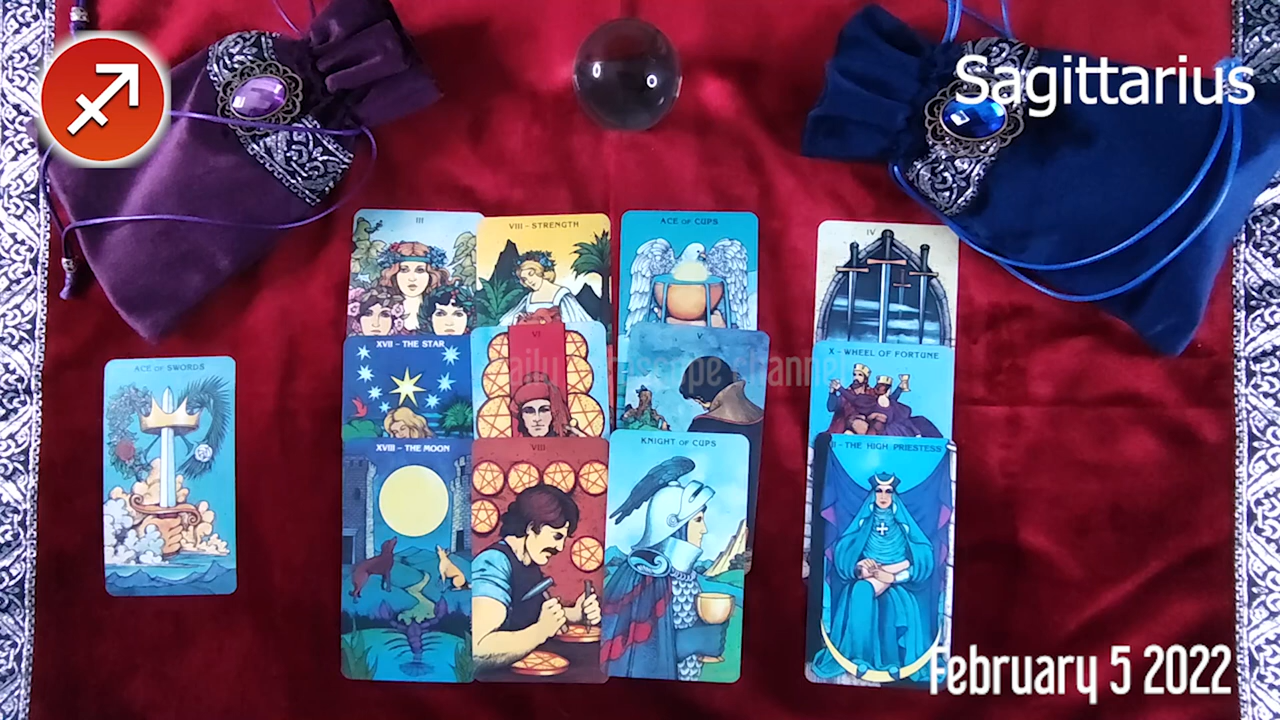 Sagittarius
III
VIII – STRENGTH
ACE OF CUPS
IV
XVII – THE STAR
VI
V
X – WHEEL OF FORTUNE
channel
ACE OF SWORDS
XVIII – THE MOON
VIII
KNIGHT OF CUPS
II – THE HIGH PRIESTESS
February 5 2022